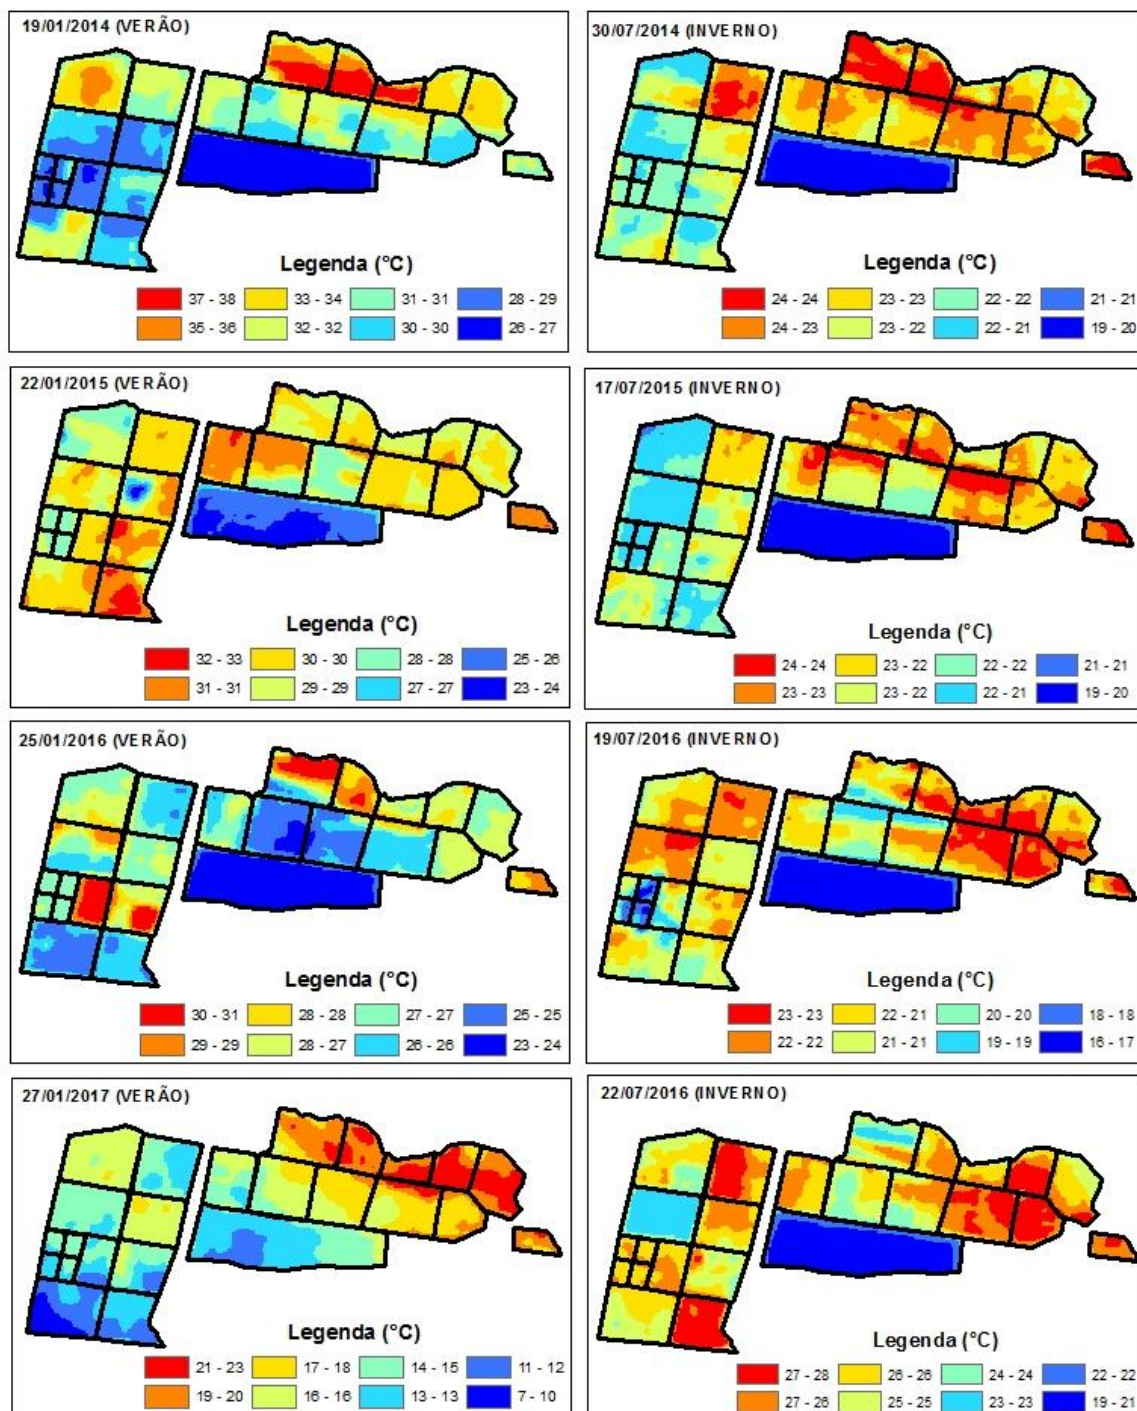 19/01/2014 (VERÃO)
Legenda (°C)
37 - 38 33 - 34 31 - 31 28 - 29
35 - 36 32 - 32 30 - 30 26 - 27
30/07/2014 (INVERNO)
Legenda (°C)
24 - 24 23 - 23 22 - 22 21 - 21
24 - 23 23 - 22 22 - 21 19 - 20
22/01/2015 (VERÃO)
Legenda (°C)
32 - 33 30 - 30 28 - 28 25 - 26
31 - 31 29 - 29 27 - 27 23 - 24
17/07/2015 (INVERNO)
Legenda (°C)
24 - 24 23 - 22 22 - 22 21 - 21
23 - 23 23 - 22 22 - 21 19 - 20
25/01/2016 (VERÃO)
Legenda (°C)
30 - 31 28 - 28 27 - 27 25 - 25
29 - 29 28 - 27 26 - 26 23 - 24
19/07/2016 (INVERNO)
Legenda (°C)
23 - 23 22 - 21 20 - 20 18 - 18
22 - 22 21 - 21 19 - 19 16 - 17
27/01/2017 (VERÃO)
Legenda (°C)
21 - 23 17 - 18 14 - 15 11 - 12
19 - 20 16 - 16 13 - 13 7 - 10
22/07/2016 (INVERNO)
Legenda (°C)
27 - 28 26 - 26 24 - 24 22 - 22
27 - 26 25 - 25 23 - 23 19 - 21